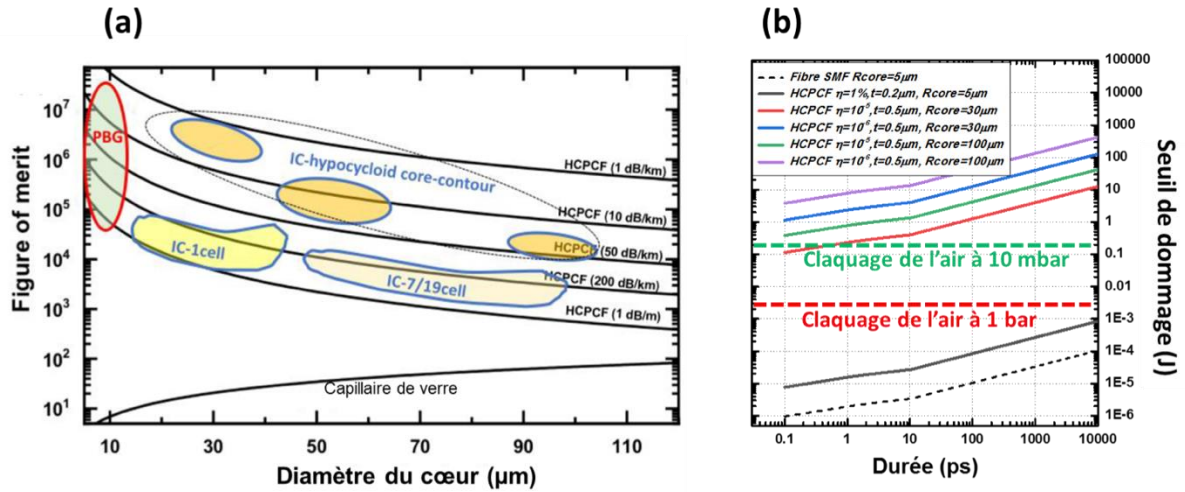 (a)
Figure of merit
10⁷
10⁶
10⁵
10⁴
10³
10²
10¹
PBG
IC-hypocycloid core-contour
IC-1cell
IC-7/19cell
HCPCF (1 dB/km)
HCPCF (10 dB/km)
HCPCF (50 dB/km)
HCPCF (200 dB/km)
HCPCF (1 dB/m)
Capillaire de verre
10 30 50 70 90 110
Diamètre du cœur (µm)
(b)
Fibre SMF Rcore=5µm
HCPCF η=1%,t=0.2µm, Rcore=5µm
HCPCF η=10⁻⁵,t=0.5µm, Rcore=30µm
HCPCF η=10⁻⁶,t=0.5µm, Rcore=30µm
HCPCF η=10⁻⁵,t=0.5µm, Rcore=100µm
HCPCF η=10⁻⁶,t=0.5µm, Rcore=100µm
Claquage de l'air à 10 mbar
Claquage de l'air à 1 bar
100000
10000
1000
100
10
1
0.1
0.01
1E-3
1E-4
1E-5
1E-6
Seuil de dommage (J)
0.1 1 10 100 1000 10000
Durée (ps)